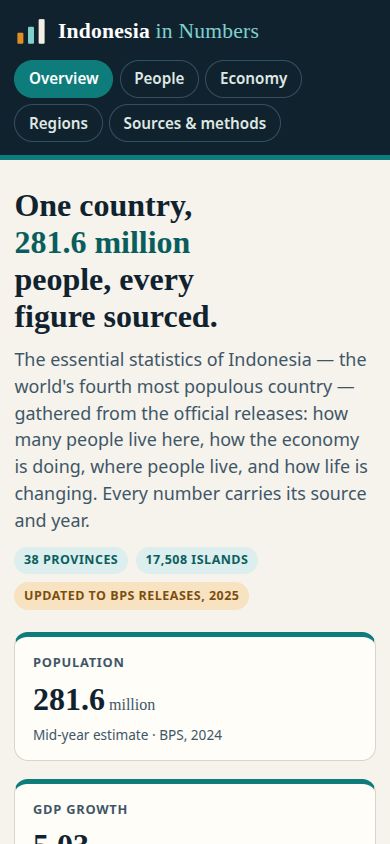 Indonesia in Numbers
Overview
People
Economy
Regions
Sources & methods
One country,
281.6 million
people, every
figure sourced.
The essential statistics of Indonesia — the
world's fourth most populous country —
gathered from the official releases: how
many people live here, how the economy
is doing, where people live, and how life is
changing. Every number carries its source
and year.
38 PROVINCES
17,508 ISLANDS
UPDATED TO BPS RELEASES, 2025
POPULATION
281.6 million
Mid-year estimate · BPS, 2024
GDP GROWTH
5.03